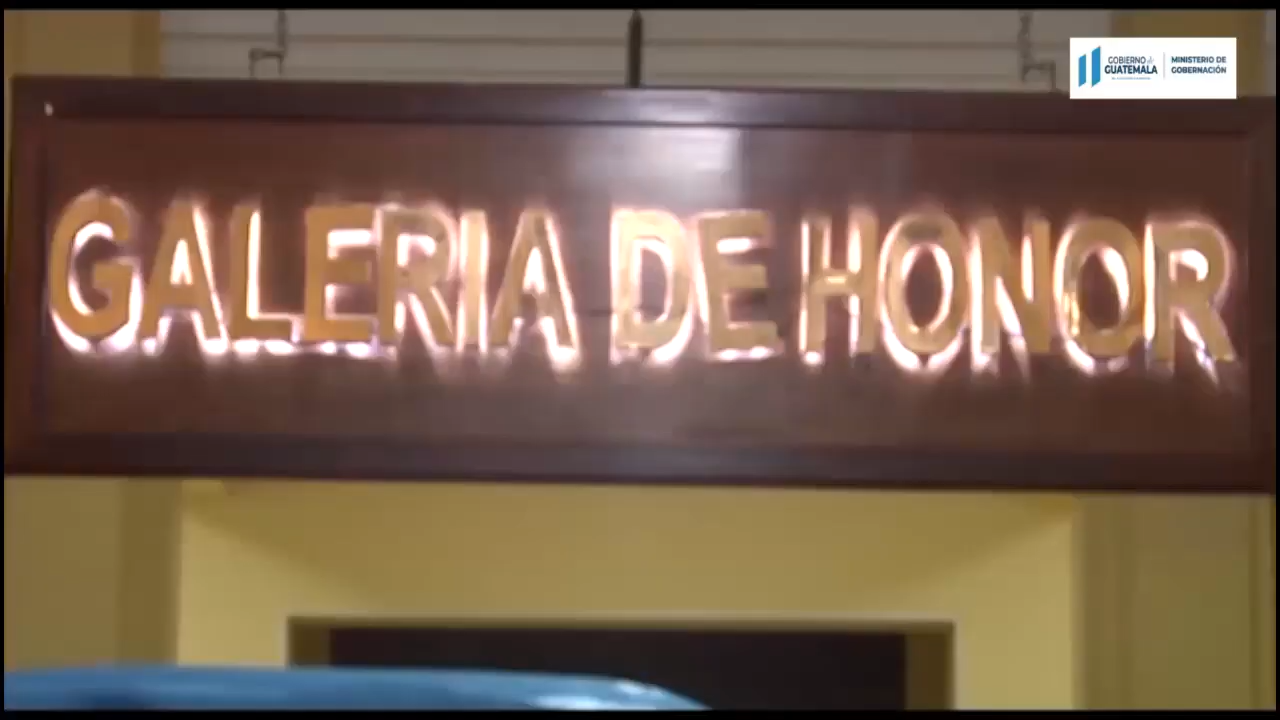 GOBIERNO de
GUATEMALA
MINISTERIO DE
GOBERNACIÓN
GALERIA DE HONOR